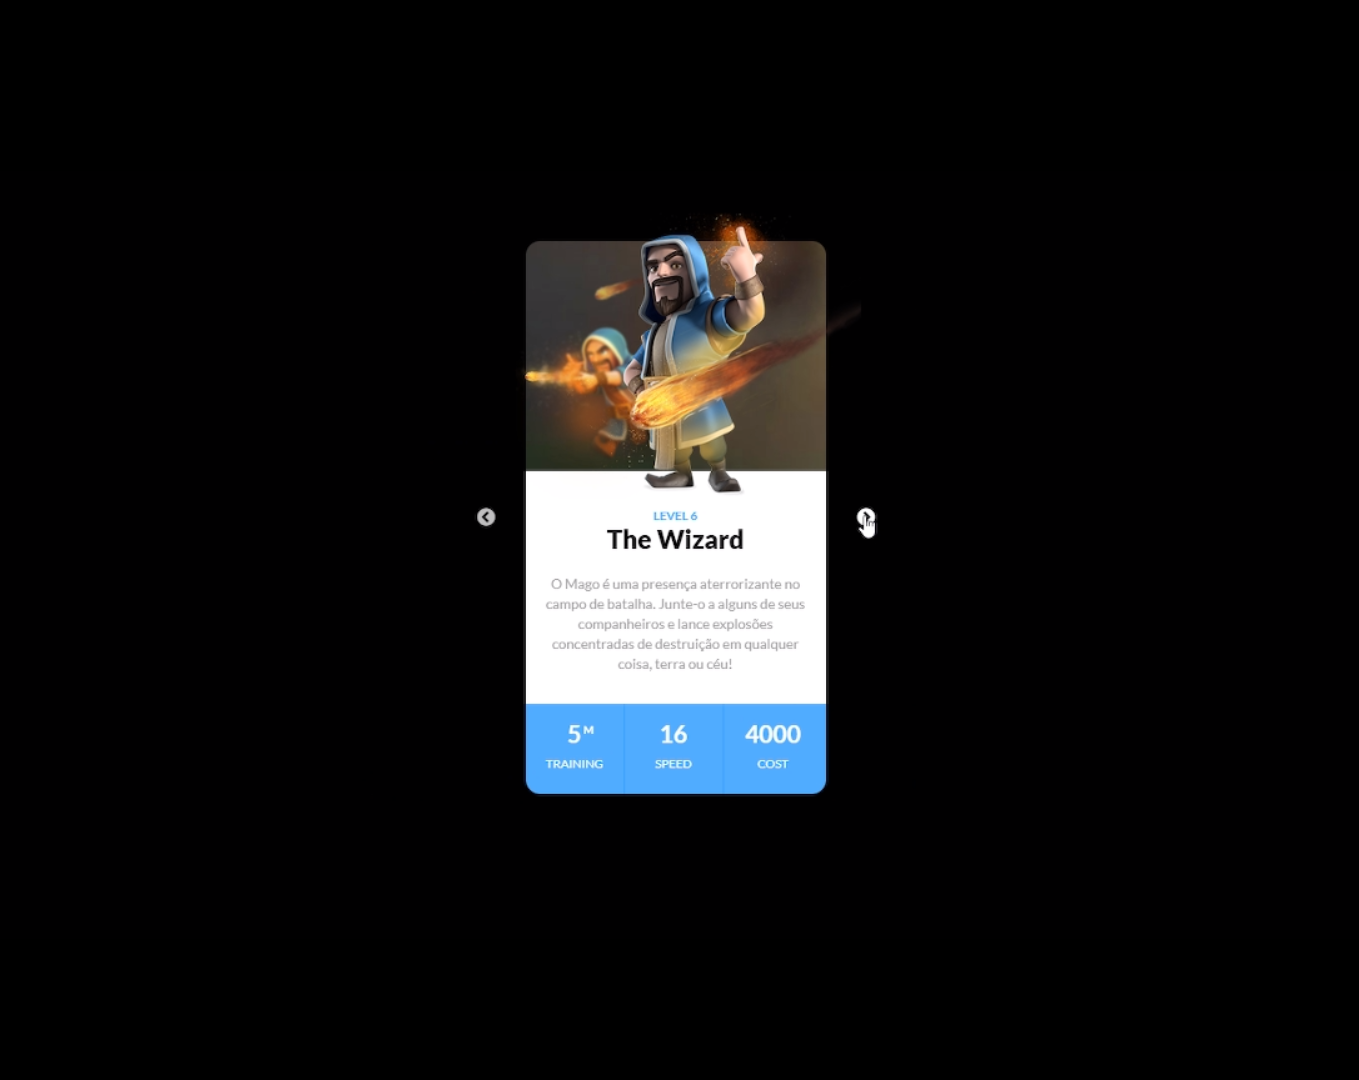 LEVEL 6
The Wizard
O Mago é uma presença aterrorizante no
campo de batalha. Junte-o a alguns de seus
companheiros e lance explosões
concentradas de destruição em qualquer
coisa, terra ou céu!
5M 16 4000
TRAINING SPEED COST